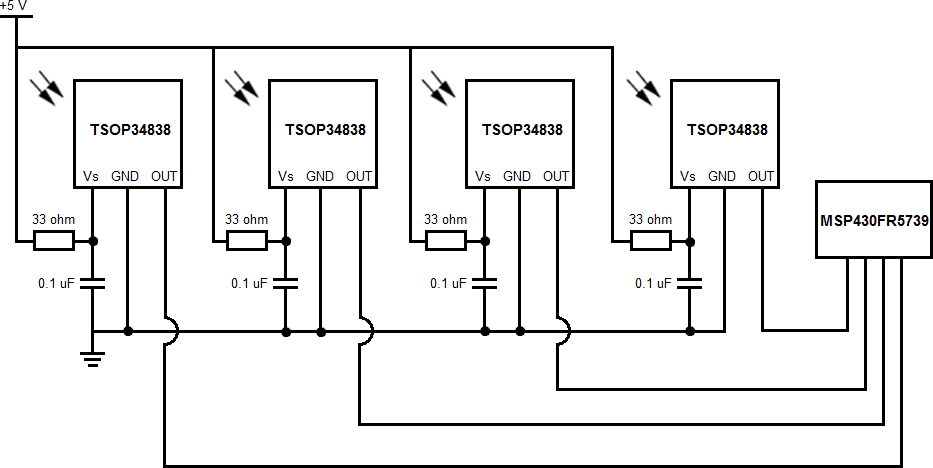 +5 V
TSOP34838
TSOP34838
TSOP34838
TSOP34838
Vs GND OUT
Vs GND OUT
Vs GND OUT
Vs GND OUT
MSP430FR5739
33 ohm
33 ohm
33 ohm
33 ohm
0.1 uF
0.1 uF
0.1 uF
0.1 uF